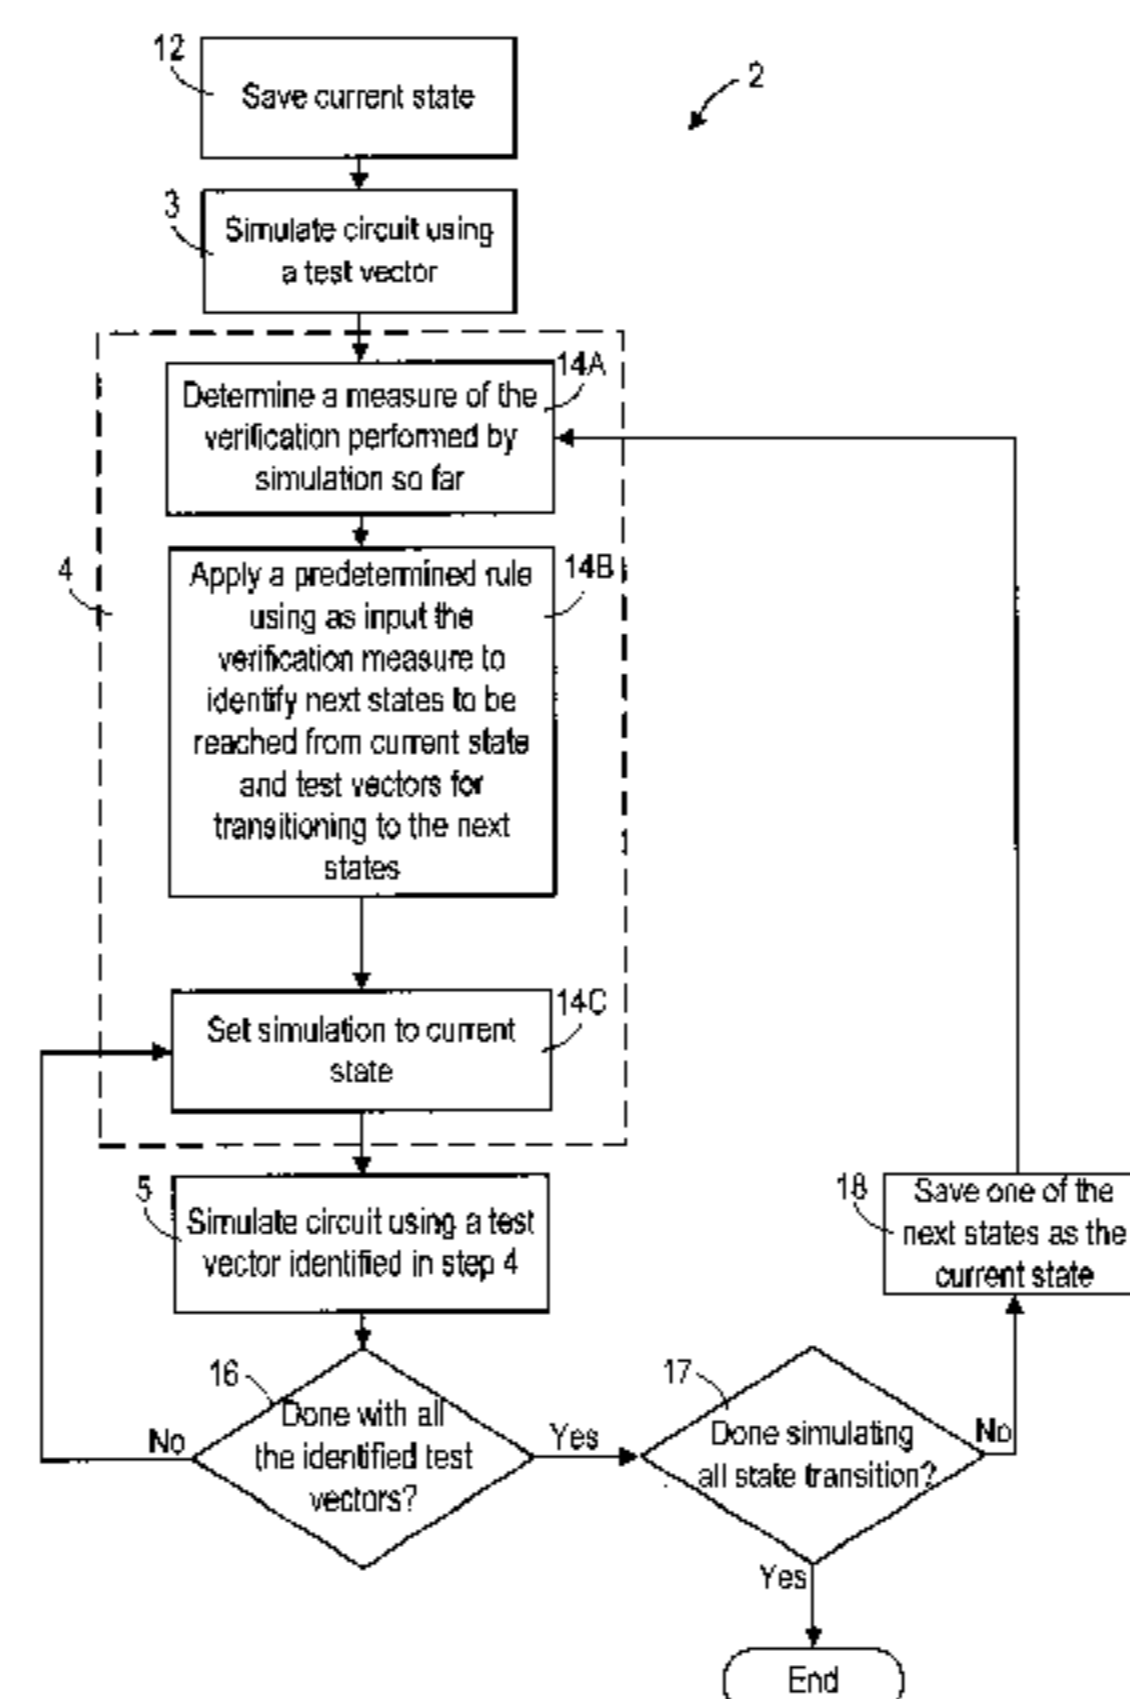 12
Save current state
2
3
Simulate circuit using
a test vector
14A
Determine a measure of the
verification performed by
simulation so far
4
14B
Apply a predetermined rule
using as input the
verification measure to
identify next states to be
reached from current state
and test vectors for
transitioning to the next
states
14C
Set simulation to current
state
5
Simulate circuit using a test
vector identified in step 4
18
Save one of the
next states as the
current state
16
Done with all
the identified test
vectors?
No
Yes
17
Done simulating
all state transition?
No
Yes
End